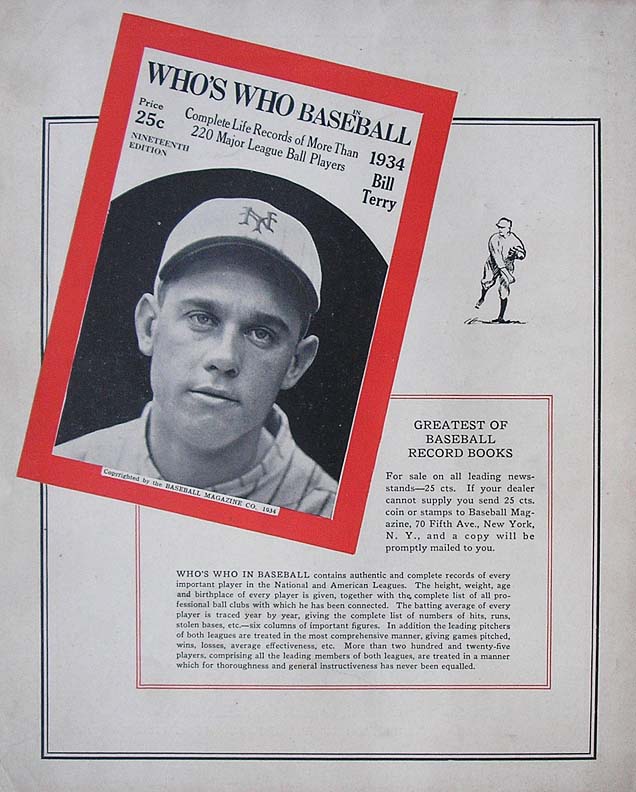 WHO'S WHO IN BASEBALL
Price
25c
NINETEENTH
EDITION
Complete Life Records of More Than
220 Major League Ball Players
1934
Bill
Terry
NY
Copyrighted by the BASEBALL MAGAZINE CO. 1934
GREATEST OF
BASEBALL
RECORD BOOKS
For sale on all leading news-
stands—25 cts. If your dealer
cannot supply you send 25 cts.
coin or stamps to Baseball Mag-
azine, 70 Fifth Ave., New York,
N. Y., and a copy will be
promptly mailed to you.
WHO'S WHO IN BASEBALL contains authentic and complete records of every
important player in the National and American Leagues. The height, weight, age
and birthplace of every player is given, together with the complete list of all pro-
fessional ball clubs with which he has been connected. The batting average of every
player is traced year by year, giving the complete list of numbers of hits, runs,
stolen bases, etc.—six columns of important figures. In addition the leading pitchers
of both leagues are treated in the most comprehensive manner, giving games pitched,
wins, losses, average effectiveness, etc. More than two hundred and twenty-five
players, comprising all the leading members of both leagues, are treated in a manner
which for thoroughness and general instructiveness has never been equalled.